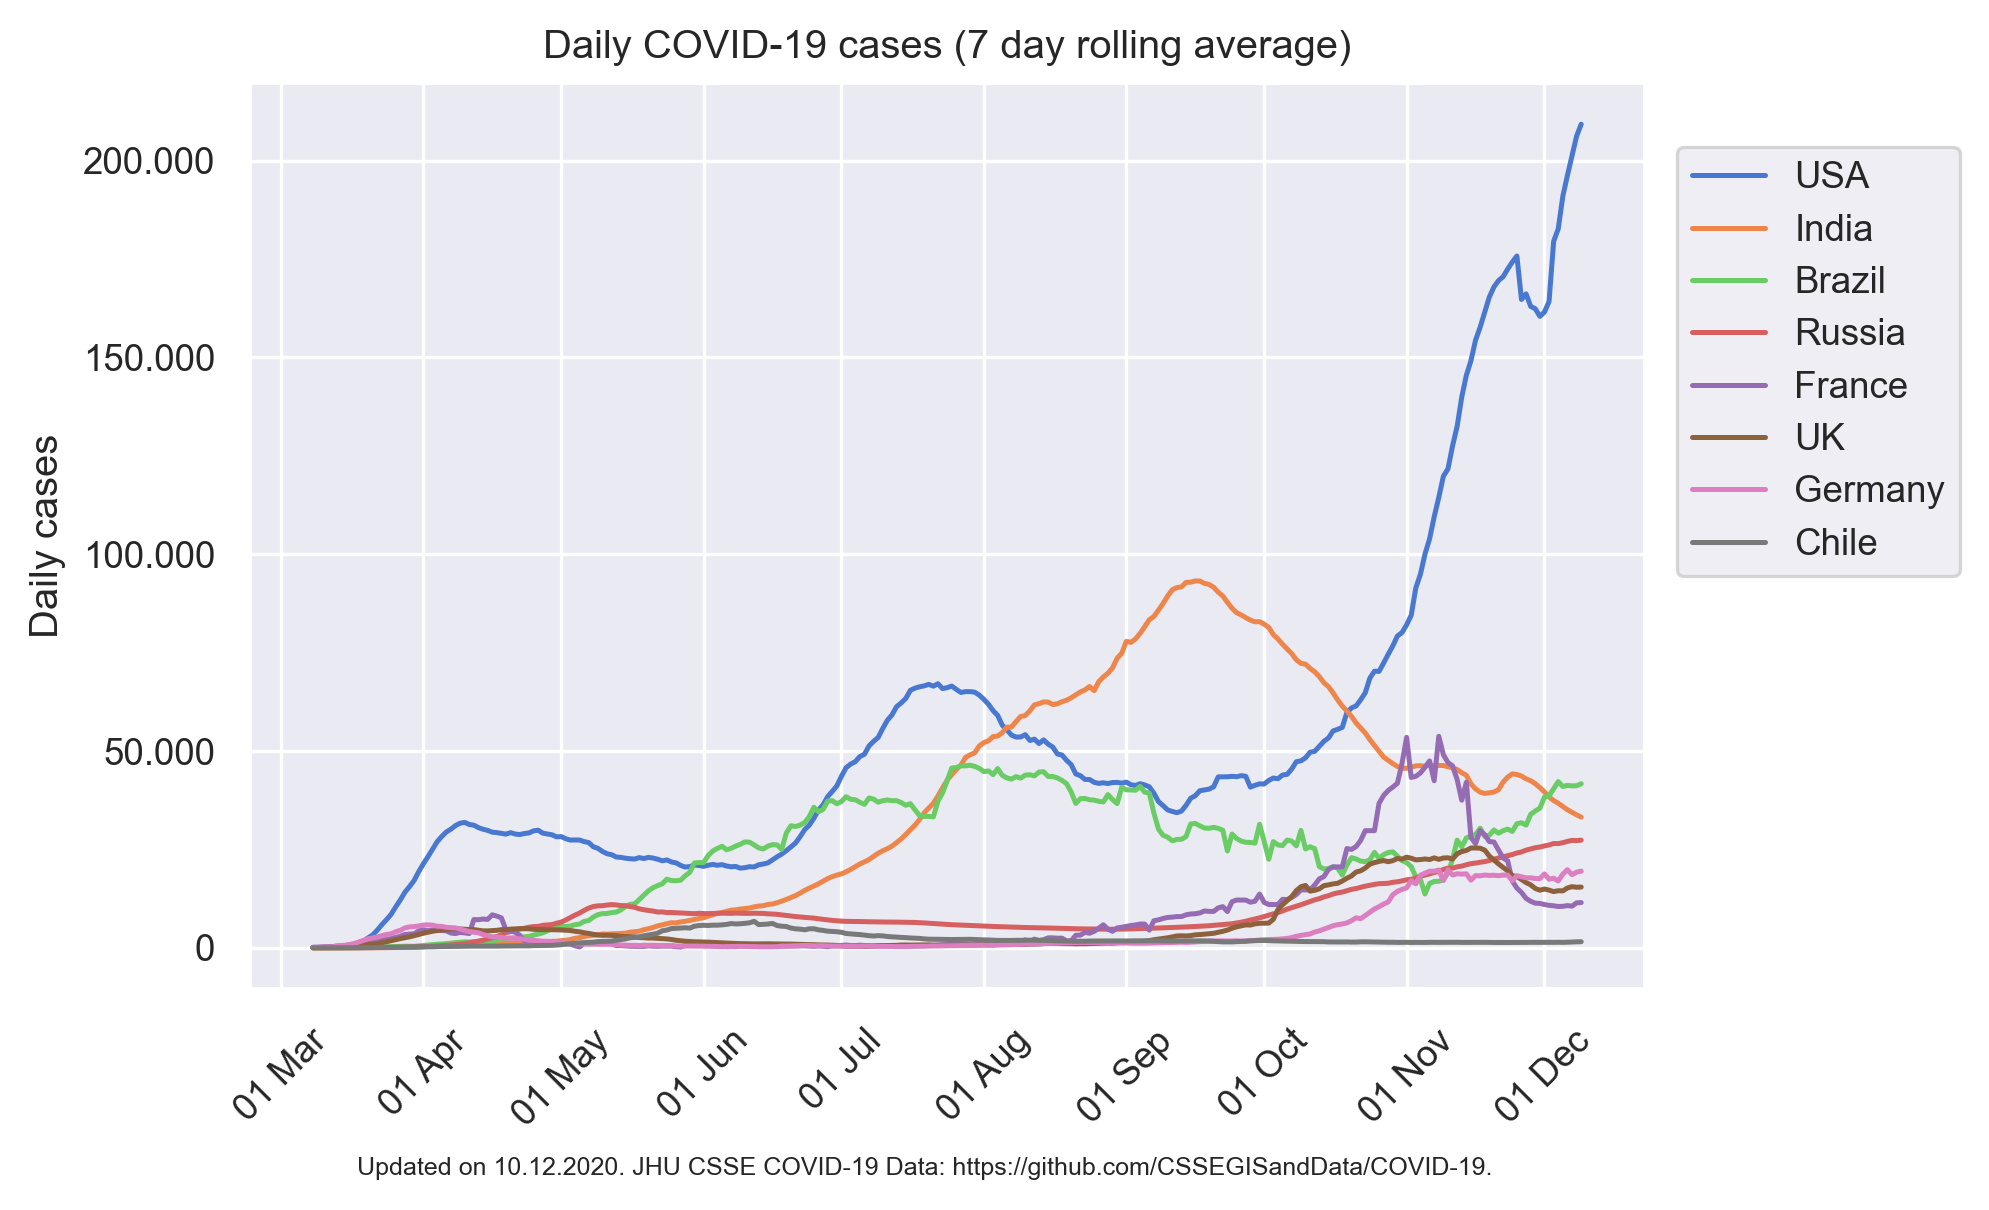 Daily COVID-19 cases (7 day rolling average)
Daily cases
200.000
150.000
100.000
50.000
0
01 Mar
01 Apr
01 May
01 Jun
01 Jul
01 Aug
01 Sep
01 Oct
01 Nov
01 Dec
USA
India
Brazil
Russia
France
UK
Germany
Chile
Updated on 10.12.2020. JHU CSSE COVID-19 Data: https://github.com/CSSEGISandData/COVID-19.